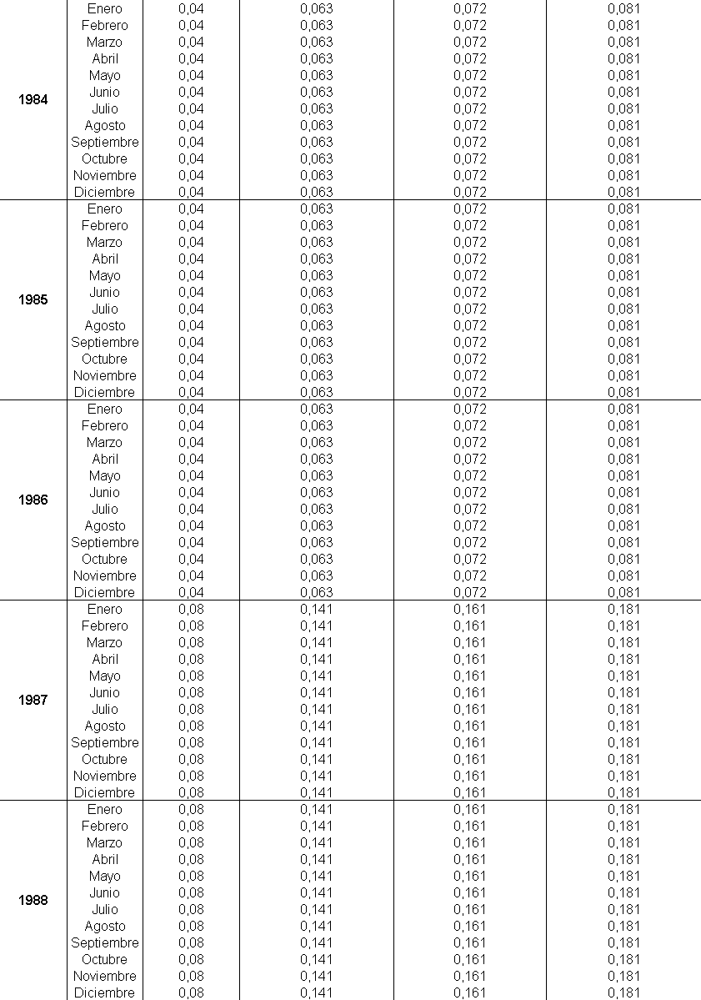 Enero 0,04 0,063 0,072 0,081
Febrero 0,04 0,063 0,072 0,081
Marzo 0,04 0,063 0,072 0,081
Abril 0,04 0,063 0,072 0,081
Mayo 0,04 0,063 0,072 0,081
Junio 0,04 0,063 0,072 0,081
1984
Julio 0,04 0,063 0,072 0,081
Agosto 0,04 0,063 0,072 0,081
Septiembre 0,04 0,063 0,072 0,081
Octubre 0,04 0,063 0,072 0,081
Noviembre 0,04 0,063 0,072 0,081
Diciembre 0,04 0,063 0,072 0,081
Enero 0,04 0,063 0,072 0,081
Febrero 0,04 0,063 0,072 0,081
Marzo 0,04 0,063 0,072 0,081
Abril 0,04 0,063 0,072 0,081
Mayo 0,04 0,063 0,072 0,081
Junio 0,04 0,063 0,072 0,081
1985
Julio 0,04 0,063 0,072 0,081
Agosto 0,04 0,063 0,072 0,081
Septiembre 0,04 0,063 0,072 0,081
Octubre 0,04 0,063 0,072 0,081
Noviembre 0,04 0,063 0,072 0,081
Diciembre 0,04 0,063 0,072 0,081
Enero 0,04 0,063 0,072 0,081
Febrero 0,04 0,063 0,072 0,081
Marzo 0,04 0,063 0,072 0,081
Abril 0,04 0,063 0,072 0,081
Mayo 0,04 0,063 0,072 0,081
Junio 0,04 0,063 0,072 0,081
1986
Julio 0,04 0,063 0,072 0,081
Agosto 0,04 0,063 0,072 0,081
Septiembre 0,04 0,063 0,072 0,081
Octubre 0,04 0,063 0,072 0,081
Noviembre 0,04 0,063 0,072 0,081
Diciembre 0,04 0,063 0,072 0,081
Enero 0,08 0,141 0,161 0,181
Febrero 0,08 0,141 0,161 0,181
Marzo 0,08 0,141 0,161 0,181
Abril 0,08 0,141 0,161 0,181
Mayo 0,08 0,141 0,161 0,181
Junio 0,08 0,141 0,161 0,181
1987
Julio 0,08 0,141 0,161 0,181
Agosto 0,08 0,141 0,161 0,181
Septiembre 0,08 0,141 0,161 0,181
Octubre 0,08 0,141 0,161 0,181
Noviembre 0,08 0,141 0,161 0,181
Diciembre 0,08 0,141 0,161 0,181
Enero 0,08 0,141 0,161 0,181
Febrero 0,08 0,141 0,161 0,181
Marzo 0,08 0,141 0,161 0,181
Abril 0,08 0,141 0,161 0,181
Mayo 0,08 0,141 0,161 0,181
Junio 0,08 0,141 0,161 0,181
1988
Julio 0,08 0,141 0,161 0,181
Agosto 0,08 0,141 0,161 0,181
Septiembre 0,08 0,141 0,161 0,181
Octubre 0,08 0,141 0,161 0,181
Noviembre 0,08 0,141 0,161 0,181
Diciembre 0,08 0,141 0,161 0,181